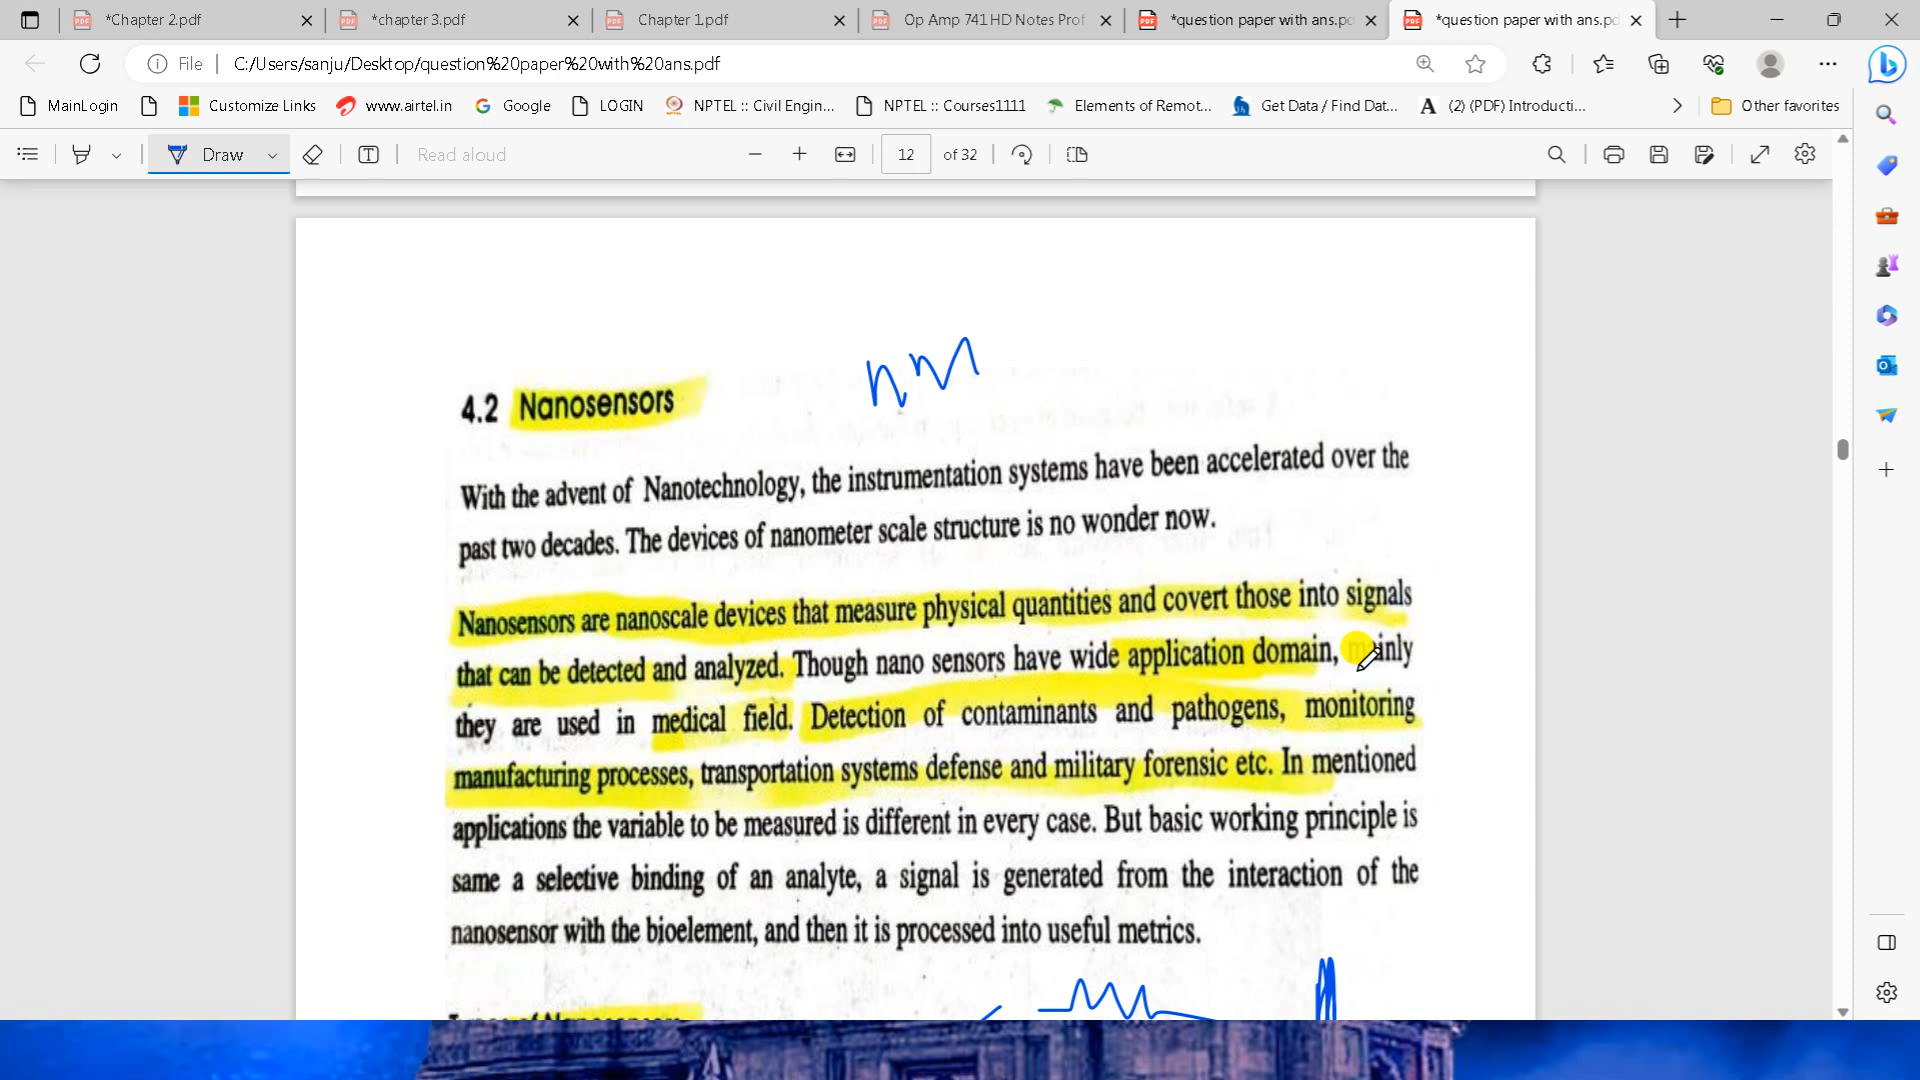 *Chapter 2.pdf
*chapter 3.pdf
Chapter 1.pdf
Op Amp 741 HD Notes Prof
*question paper with ans.pd
*question paper with ans.pd
File
C:/Users/sanju/Desktop/question%20paper%20with%20ans.pdf
MainLogin
Customize Links
www.airtel.in
Google
LOGIN
NPTEL :: Civil Engin...
NPTEL :: Courses1111
Elements of Remot...
Get Data / Find Dat...
(2) (PDF) Introducti...
Other favorites
Draw
Read aloud
12
of 32
nm
4.2 Nanosensors
With the advent of Nanotechnology, the instrumentation systems have been accelerated over the
past two decades. The devices of nanometer scale structure is no wonder now.
Nanosensors are nanoscale devices that measure physical quantities and covert those into signals
that can be detected and analyzed. Though nano sensors have wide application domain, mainly
they are used in medical field. Detection of contaminants and pathogens, monitoring
manufacturing processes, transportation systems defense and military forensic etc. In mentioned
applications the variable to be measured is different in every case. But basic working principle is
same a selective binding of an analyte, a signal is generated from the interaction of the
nanosensor with the bioelement, and then it is processed into useful metrics.
Types of Nanosensors